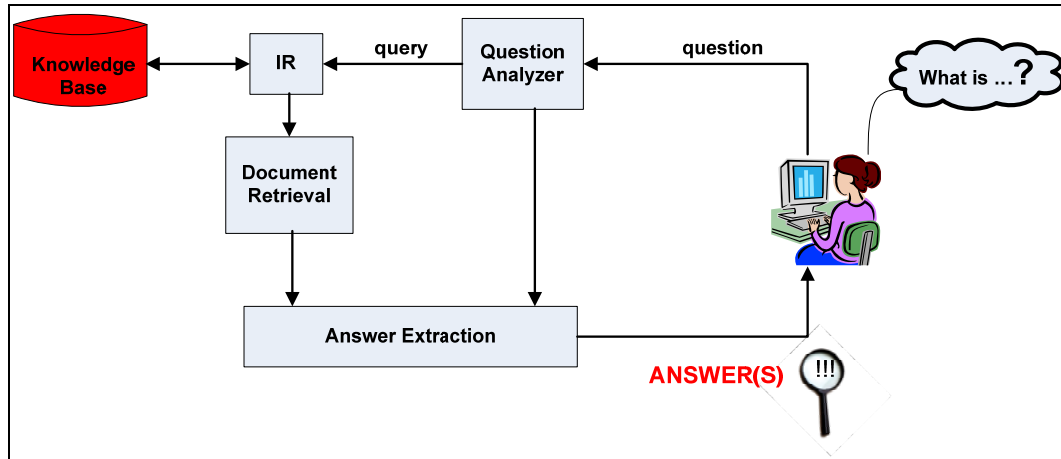 Knowledge
Base
IR
query
Question
Analyzer
question
What is ...?
Document
Retrieval
Answer Extraction
ANSWER(S)
!!!